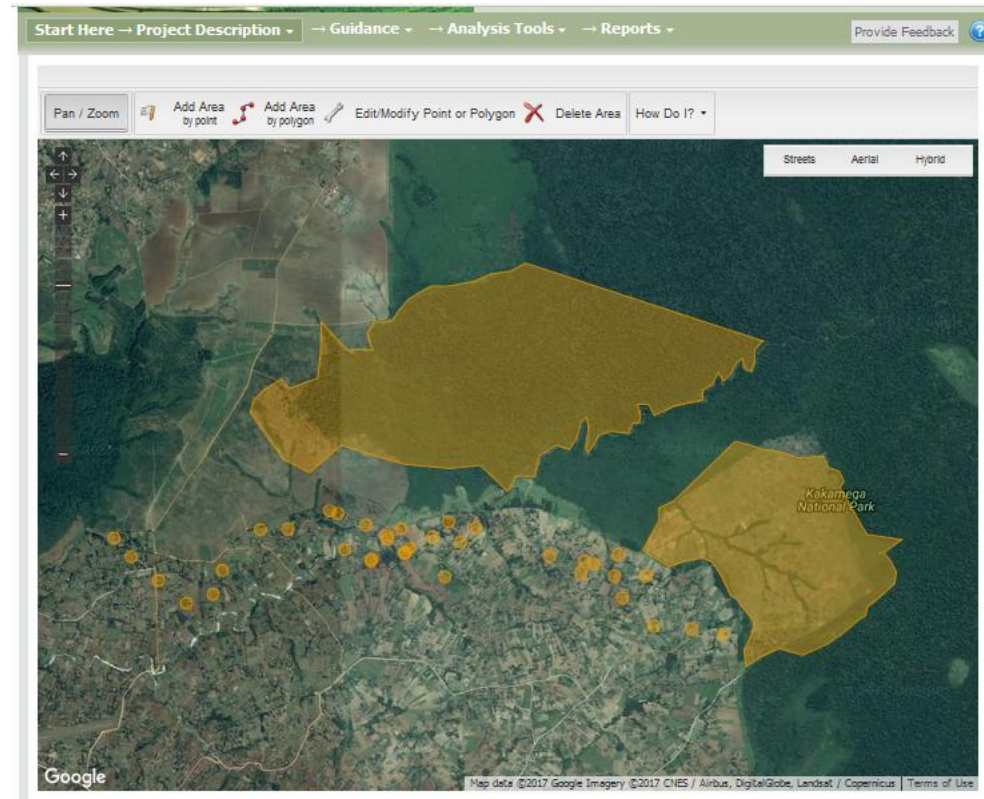 Start Here → Project Description → Guidance → Analysis Tools → Reports Provide Feedback ?
Pan / Zoom Add Area by point Add Area by polygon Edit/Modify Point or Polygon Delete Area How Do I?
Streets Aerial Hybrid
Kakamega
National Park
Google Map data ©2017 Google Imagery ©2017 CNES / Airbus, DigitalGlobe, Landsat / Copernicus Terms of Use